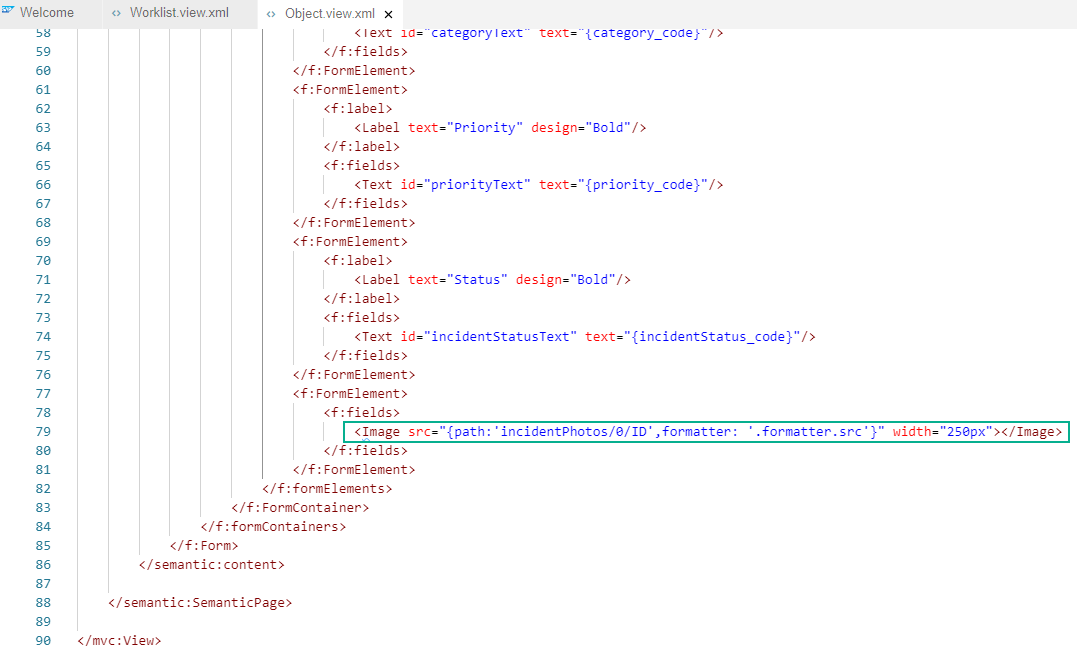 Welcome Worklist.view.xml Object.view.xml
58 <Text id="categoryText" text="{category_code}"/>
59 </f:fields>
60 </f:FormElement>
61 <f:FormElement>
62 <f:label>
63 <Label text="Priority" design="Bold"/>
64 </f:label>
65 <f:fields>
66 <Text id="priorityText" text="{priority_code}"/>
67 </f:fields>
68 </f:FormElement>
69 <f:FormElement>
70 <f:label>
71 <Label text="Status" design="Bold"/>
72 </f:label>
73 <f:fields>
74 <Text id="incidentStatusText" text="{incidentStatus_code}"/>
75 </f:fields>
76 </f:FormElement>
77 <f:FormElement>
78 <f:fields>
79 <Image src="{path:'incidentPhotos/0/ID',formatter: '.formatter.src'}" width="250px"></Image>
80 </f:fields>
81 </f:FormElement>
82 </f:formElements>
83 </f:FormContainer>
84 </f:formContainers>
85 </f:Form>
86 </semantic:content>
87
88 </semantic:SemanticPage>
89
90 </mvc:View>